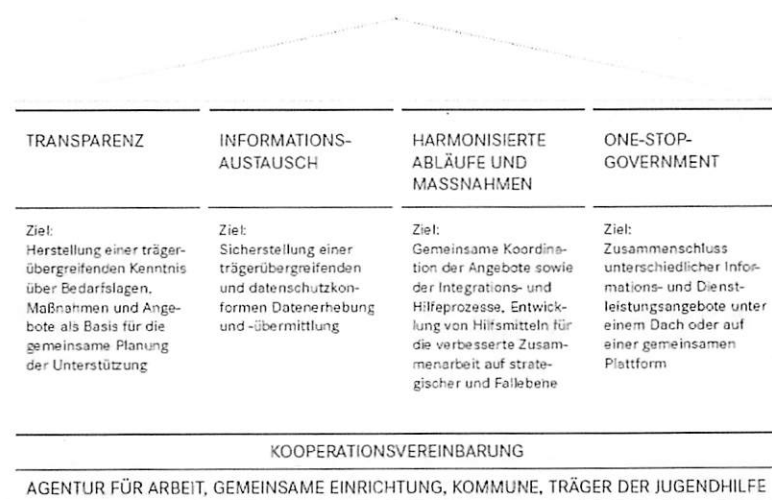 TRANSPARENZ
Ziel:
Herstellung einer träger-
übergreifenden Kenntnis
über Bedarfslagen,
Maßnahmen und Ange-
bote als Basis für die
gemeinsame Planung
der Unterstützung
INFORMATIONS-
AUSTAUSCH
Ziel:
Sicherstellung einer
trägerübergreifenden
und datenschutzkon-
formen Datenerhebung
und -übermittlung
HARMONISIERTE
ABLÄUFE UND
MASSNAHMEN
Ziel:
Gemeinsame Koordina-
tion der Angebote sowie
der Integrations- und
Hilfeprozesse, Entwick-
lung von Hilfsmitteln für
die verbesserte Zusam-
menarbeit auf strate-
gischer und Fallebene
ONE-STOP-
GOVERNMENT
Ziel:
Zusammenschluss
unterschiedlicher Infor-
mations- und Dienst-
leistungsangebote unter
einem Dach oder auf
einer gemeinsamen
Plattform
KOOPERATIONSVEREINBARUNG
AGENTUR FÜR ARBEIT, GEMEINSAME EINRICHTUNG, KOMMUNE, TRÄGER DER JUGENDHILFE